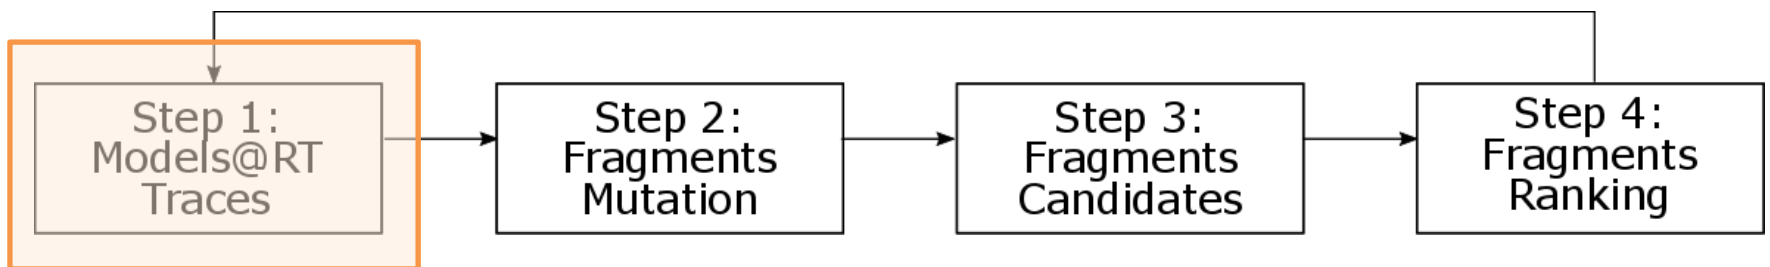 Step 1:
Models@RT
Traces
Step 2:
Fragments
Mutation
Step 3:
Fragments
Candidates
Step 4:
Fragments
Ranking